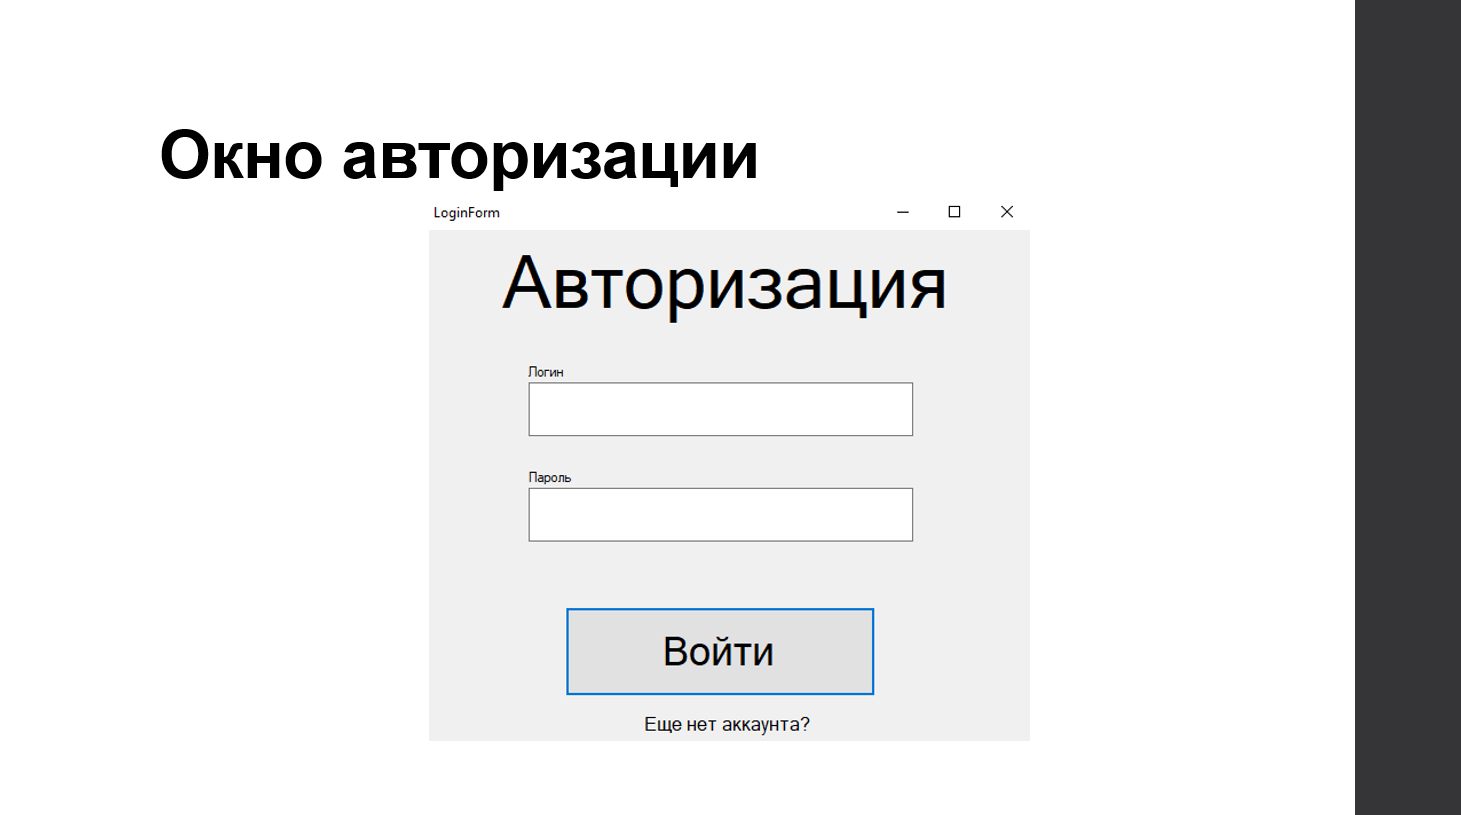 Окно авторизации
LoginForm
Авторизация
Логин
Пароль
Войти
Еще нет аккаунта?